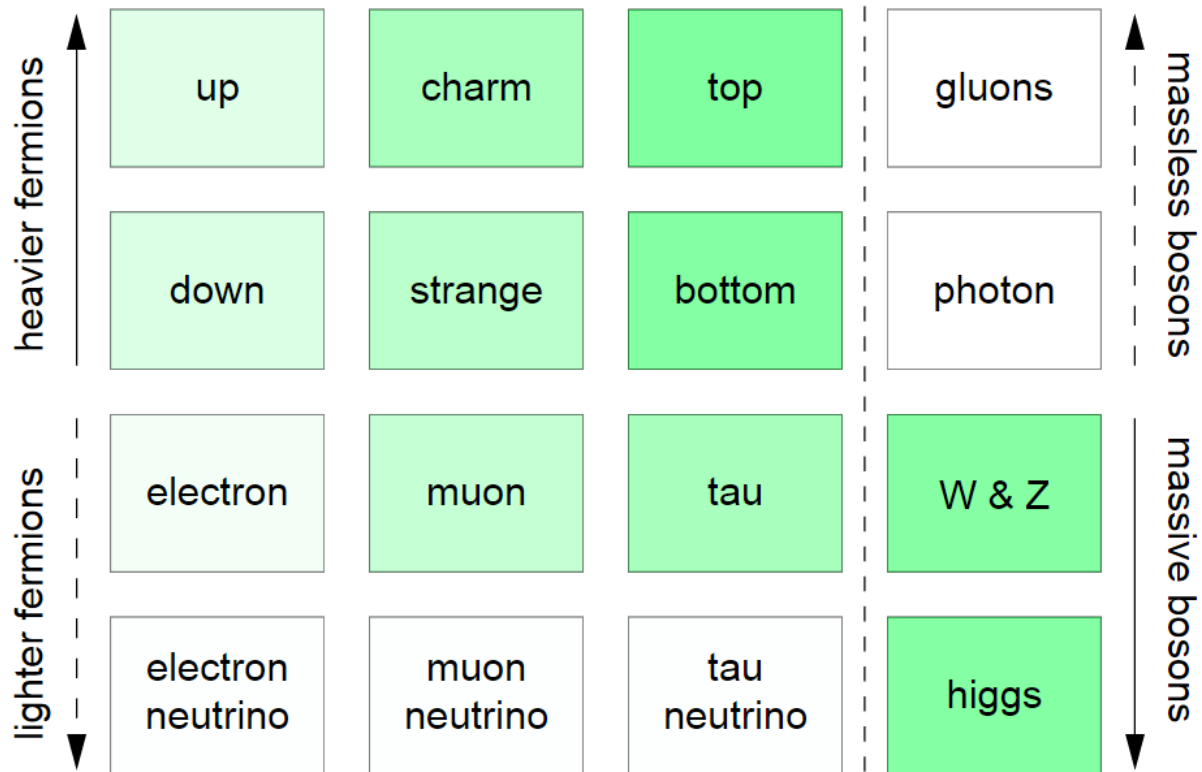 heavier fermions
lighter fermions
up
charm
top
gluons
down
strange
bottom
photon
electron
muon
tau
W & Z
electron
neutrino
muon
neutrino
tau
neutrino
higgs
massless bosons
massive bosons